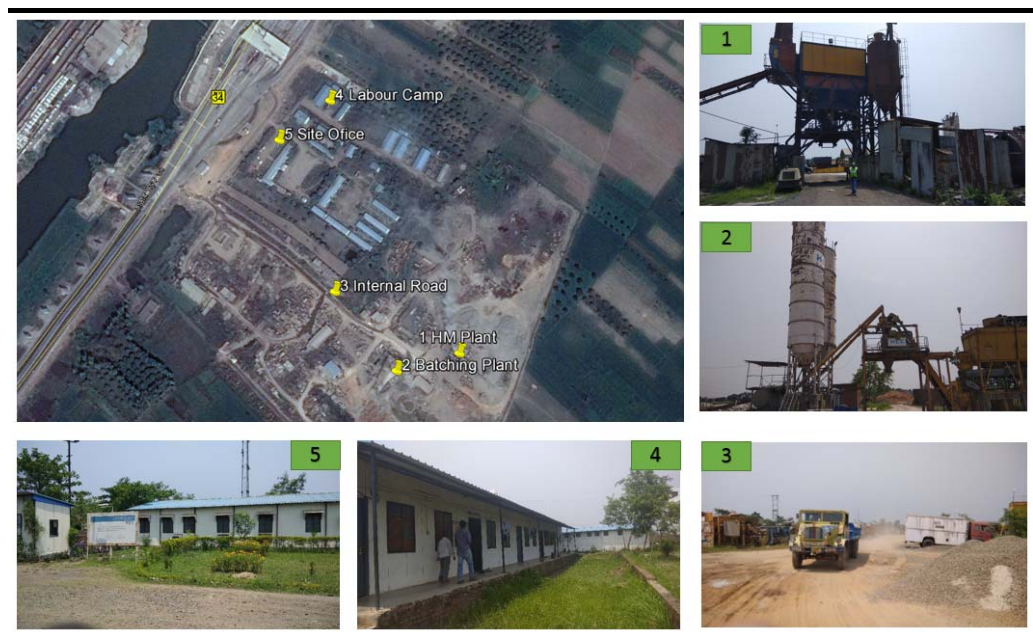 34
4 Labour Camp
5 Site Ofice
3 Internal Road
1 HM Plant
2 Batching Plant
1
2
5
4
3